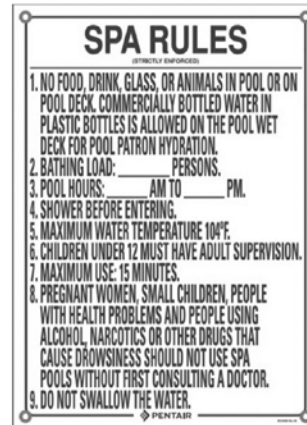 SPA RULES
(STRICTLY ENFORCED)
1. NO FOOD, DRINK, GLASS, OR ANIMALS IN POOL OR ON
POOL DECK. COMMERCIALLY BOTTLED WATER IN
PLASTIC BOTTLES IS ALLOWED ON THE POOL WET
DECK FOR POOL PATRON HYDRATION.
2. BATHING LOAD: ______ PERSONS.
3. POOL HOURS: _____ AM TO _____ PM.
4. SHOWER BEFORE ENTERING.
5. MAXIMUM WATER TEMPERATURE 104°F.
6. CHILDREN UNDER 12 MUST HAVE ADULT SUPERVISION.
7. MAXIMUM USE: 15 MINUTES.
8. PREGNANT WOMEN, SMALL CHILDREN, PEOPLE
WITH HEALTH PROBLEMS AND PEOPLE USING
ALCOHOL, NARCOTICS OR OTHER DRUGS THAT
CAUSE DROWSINESS SHOULD NOT USE SPA
POOLS WITHOUT FIRST CONSULTING A DOCTOR.
9. DO NOT SWALLOW THE WATER.
PENTAIR